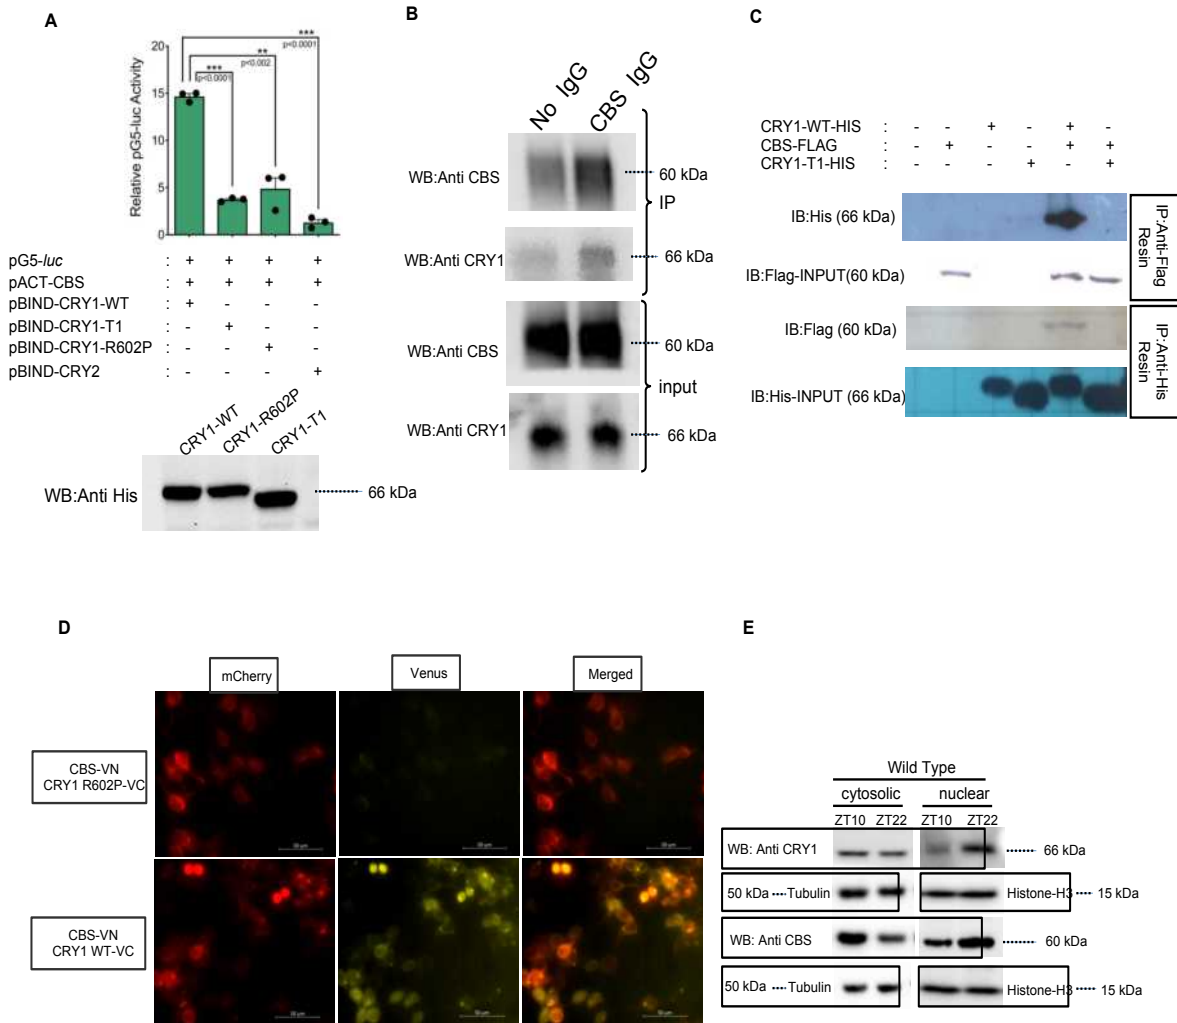 A
Relative pG5-luc Activity
20
15
10
5
0
***
p<0.0001
**
p<0.002
***
p<0.0001
pG5-luc : + + + +
pACT-CBS : + + + +
pBIND-CRY1-WT : + - - -
pBIND-CRY1-T1 : - + - -
pBIND-CRY1-R602P : - - + -
pBIND-CRY2 : - - - +
CRY1-WT
CRY1-R602P
CRY1-T1
WB:Anti His
66 kDa
B
No IgG
CBS IgG
WB:Anti CBS
60 kDa
IP
WB:Anti CRY1
66 kDa
WB:Anti CBS
60 kDa
input
WB:Anti CRY1
66 kDa
C
CRY1-WT-HIS : - - + - + -
CBS-FLAG : - + - - + +
CRY1-T1-HIS : - - - + - +
IB:His (66 kDa)
IB:Flag-INPUT(60 kDa)
IP:Anti-Flag
Resin
IB:Flag (60 kDa)
IB:His-INPUT (66 kDa)
IP:Anti-His
Resin
D
mCherry
Venus
Merged
CBS-VN
CRY1 R602P-VC
CBS-VN
CRY1 WT-VC
E
Wild Type
cytosolic nuclear
ZT10 ZT22 ZT10 ZT22
WB: Anti CRY1
66 kDa
50 kDa Tubulin
Histone-H3 15 kDa
WB: Anti CBS
60 kDa
50 kDa Tubulin
Histone-H3 15 kDa